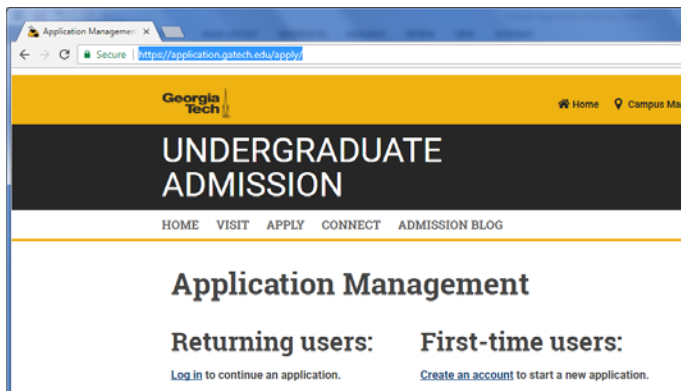 Application Managemen
Secure
https://application.gatech.edu/apply/
Georgia
Tech
Home Campus Ma
UNDERGRADUATE
ADMISSION
HOME VISIT APPLY CONNECT ADMISSION BLOG
Application Management
Returning users: First-time users:
Log in to continue an application. Create an account to start a new application.